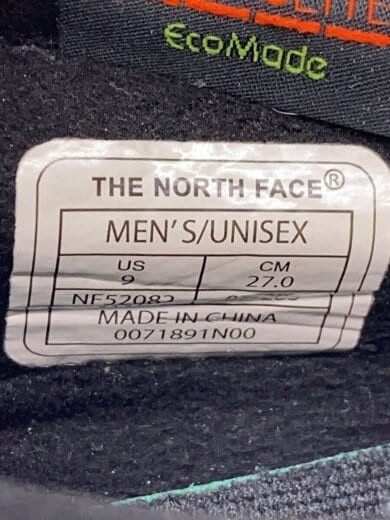 EcoMade
THE NORTH FACE®
MEN'S/UNISEX
US CM
9 27.0
NF52082
MADE IN CHINA
0071891N00